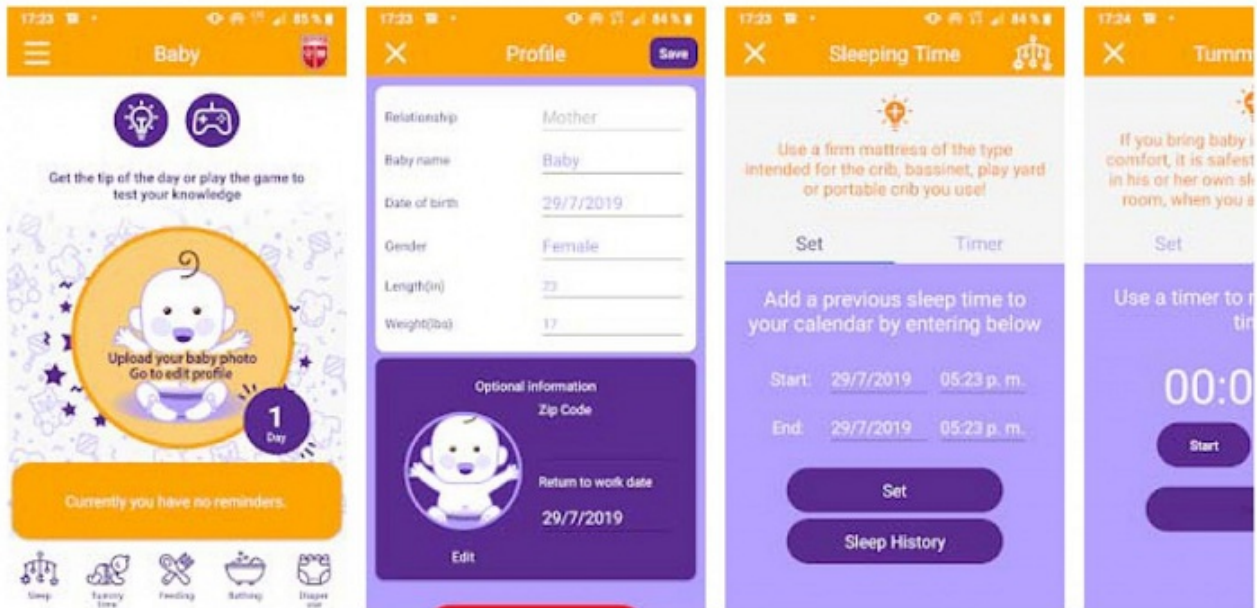 17:23
85%
Baby
Get the tip of the day or play the game to
test your knowledge
Upload your baby photo
Go to edit profile
1
Day
Currently you have no reminders.
Sleep
Tummy
time
Feeding
Bathing
Diaper
use
17:23
84%
Profile
Save
Relationship
Mother
Baby name
Baby
Date of birth
29/7/2019
Gender
Female
Length(in)
23
Weight(lbs)
17
Optional information
Zip Code
Return to work date
29/7/2019
Edit
17:23
84%
Sleeping Time
Use a firm mattress of the type
intended for the crib, bassinet, play yard
or portable crib you use!
Set
Timer
Add a previous sleep time to
your calendar by entering below
Start: 29/7/2019 05:23 p. m.
End: 29/7/2019 05:23 p. m.
Set
Sleep History
17:24
Tumm
If you bring baby
comfort, it is safest
in his or her own
room, when you
Set
Use a timer to
00:0
Start